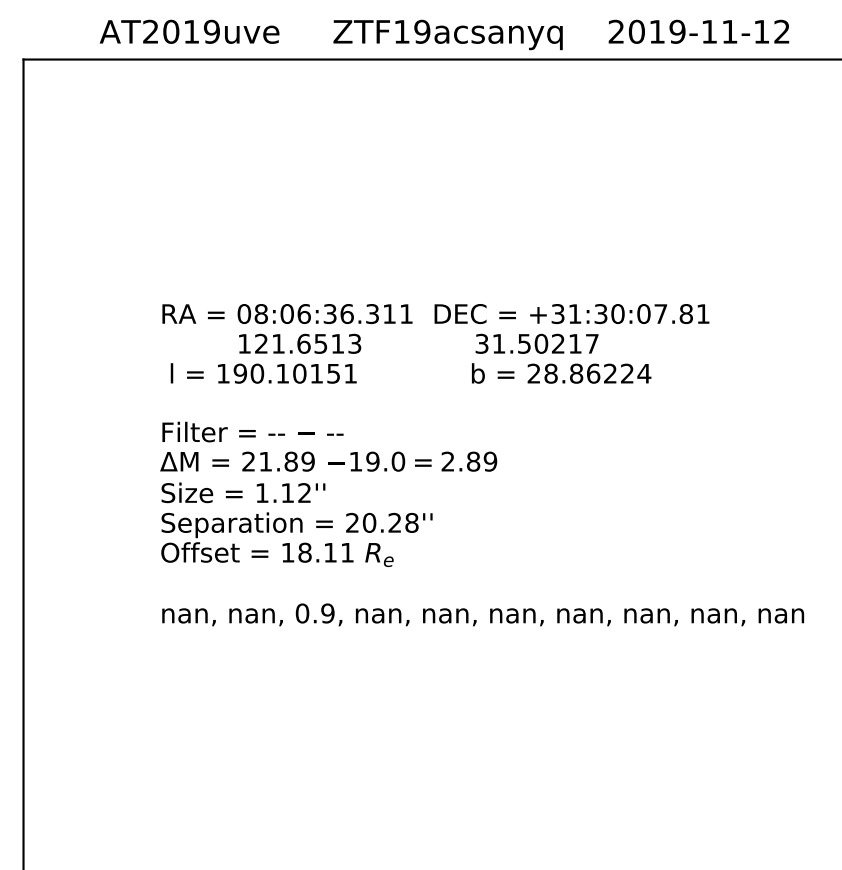 AT2019uve ZTF19acsanyq 2019-11-12
RA = 08:06:36.311 DEC = +31:30:07.81
121.6513 31.50217
l = 190.10151 b = 28.86224
Filter = -- − --
ΔM = 21.89 −19.0 = 2.89
Size = 1.12''
Separation = 20.28''
Offset = 18.11 Re
nan, nan, 0.9, nan, nan, nan, nan, nan, nan, nan